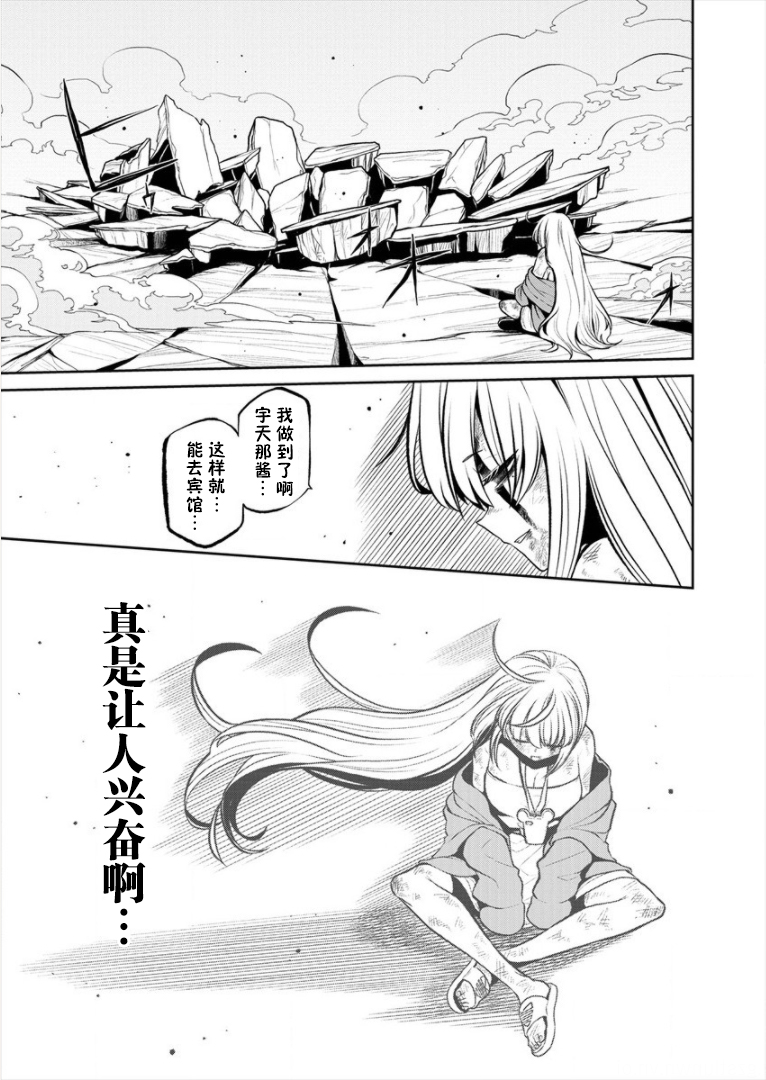 我做到了啊
宇天那酱…
这样就…
能去宾馆…
真是让人兴奋啊…